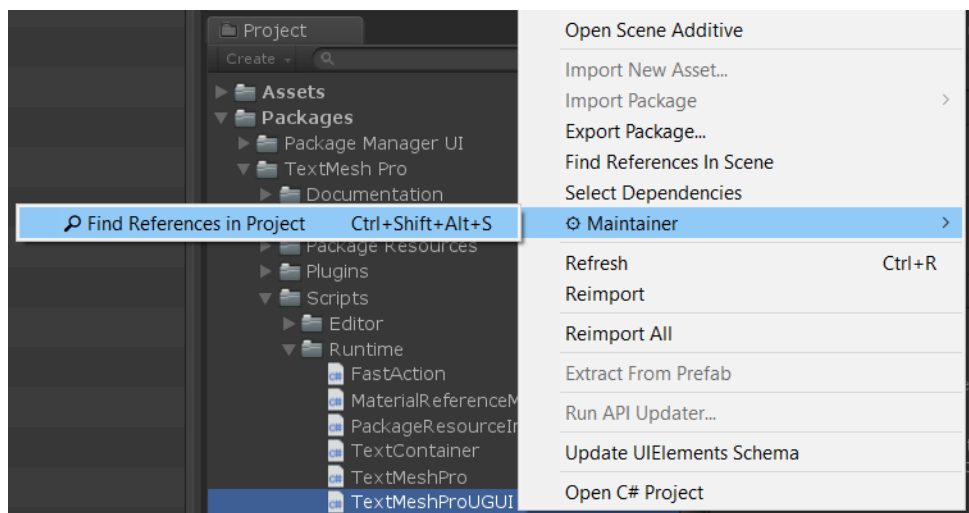 Project
Create
Assets
Packages
Package Manager UI
TextMesh Pro
Documentation
Package Resources
Plugins
Scripts
Editor
Runtime
FastAction
MaterialReferenceM
PackageResourceIn
TextContainer
TextMeshPro
TextMeshProUGUI
Find References in Project Ctrl+Shift+Alt+S
Open Scene Additive
Import New Asset...
Import Package
Export Package...
Find References In Scene
Select Dependencies
Maintainer
Refresh Ctrl+R
Reimport
Reimport All
Extract From Prefab
Run API Updater...
Update UIElements Schema
Open C# Project